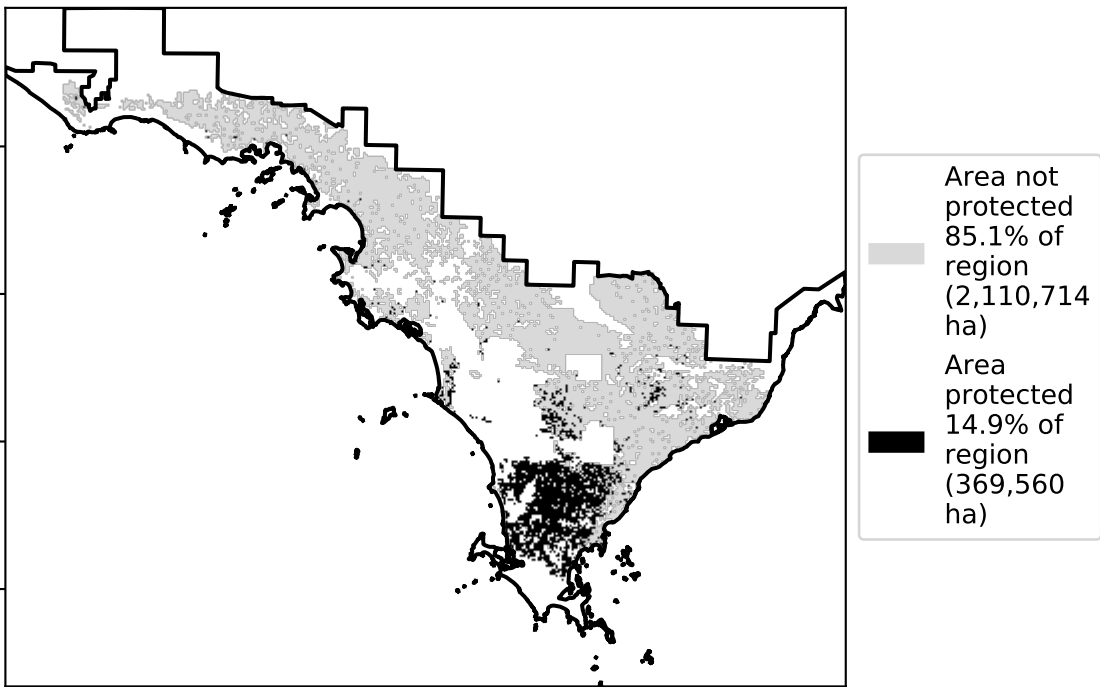 Area not
protected
85.1% of
region
(2,110,714
ha)
Area
protected
14.9% of
region
(369,560
ha)